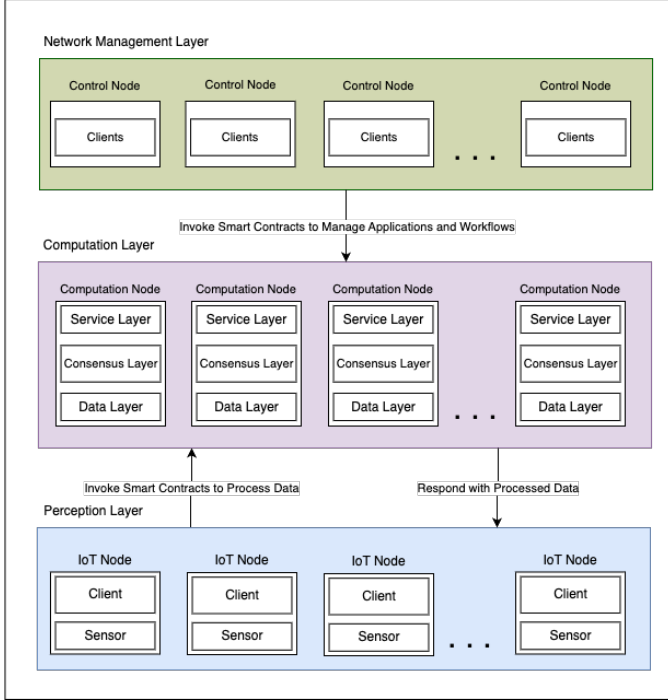 Network Management Layer
Control Node Control Node Control Node Control Node
Clients Clients Clients Clients
. . .
Invoke Smart Contracts to Manage Applications and Workflows
Computation Layer
Computation Node Computation Node Computation Node Computation Node
Service Layer Service Layer Service Layer Service Layer
Consensus Layer Consensus Layer Consensus Layer Consensus Layer
Data Layer Data Layer Data Layer . . . Data Layer
Invoke Smart Contracts to Process Data Respond with Processed Data
Perception Layer
IoT Node IoT Node IoT Node IoT Node
Client Client Client Client
Sensor Sensor Sensor . . . Sensor